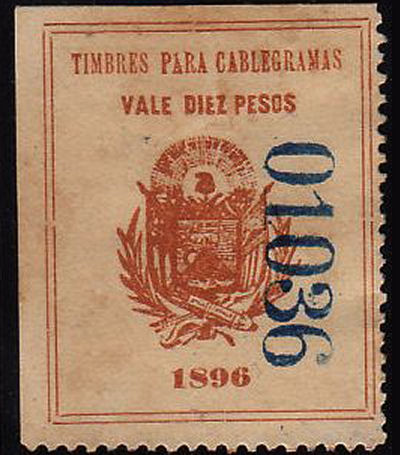 TIMBRES PARA CABLEGRAMAS
VALE DIEZ PESOS
01036
1896